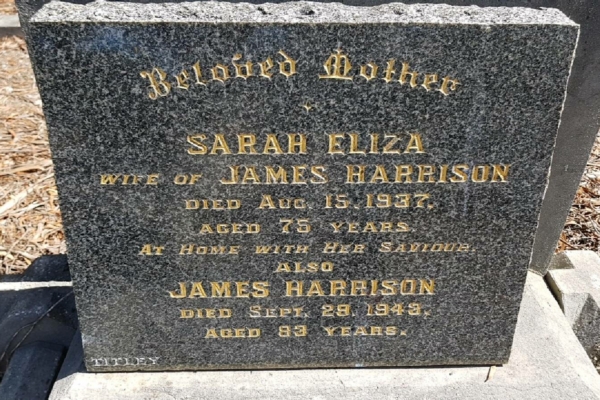 Beloved Mother
SARAH ELIZA
WIFE OF JAMES HARRISON
DIED AUG. 15. 1937.
AGED 75 YEARS.
AT HOME WITH HER SAVIOUR
ALSO
JAMES HARRISON
DIED SEPT. 29. 1943.
AGED 83 YEARS.
TITLEY